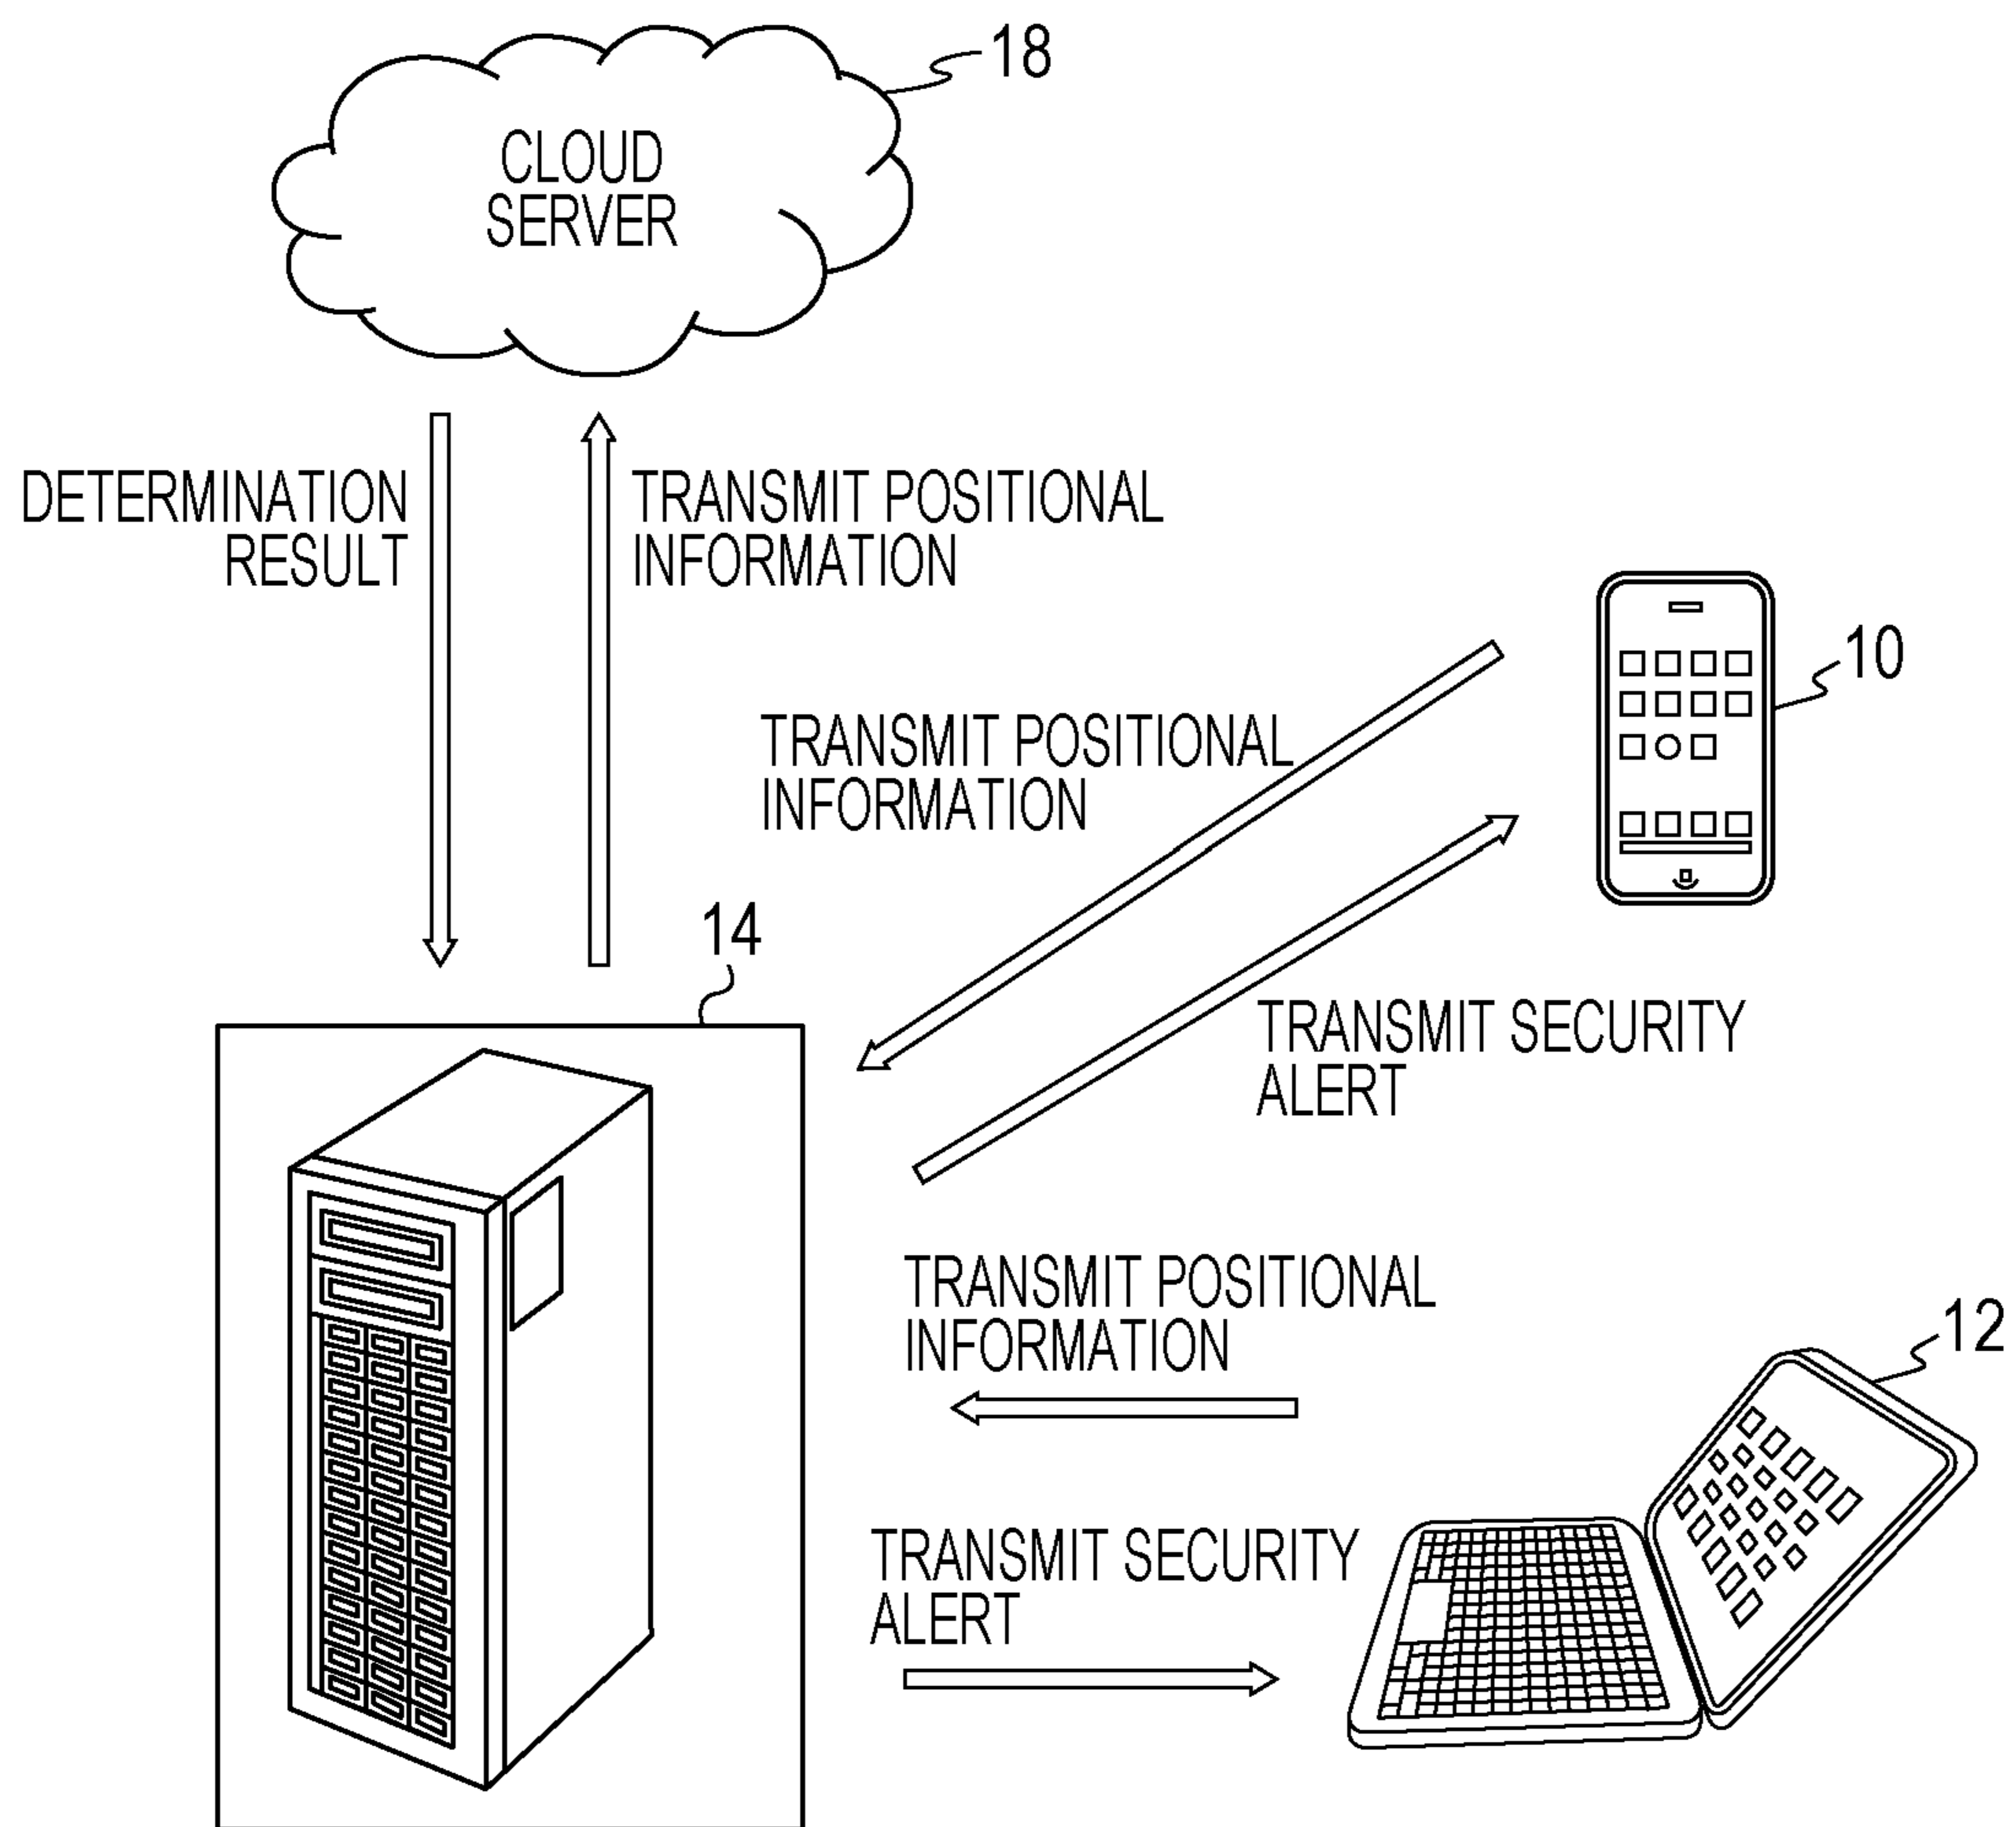 18
CLOUD
SERVER
DETERMINATION
RESULT
TRANSMIT POSITIONAL
INFORMATION
10
TRANSMIT POSITIONAL
INFORMATION
14
TRANSMIT SECURITY
ALERT
TRANSMIT POSITIONAL
INFORMATION
12
TRANSMIT SECURITY
ALERT